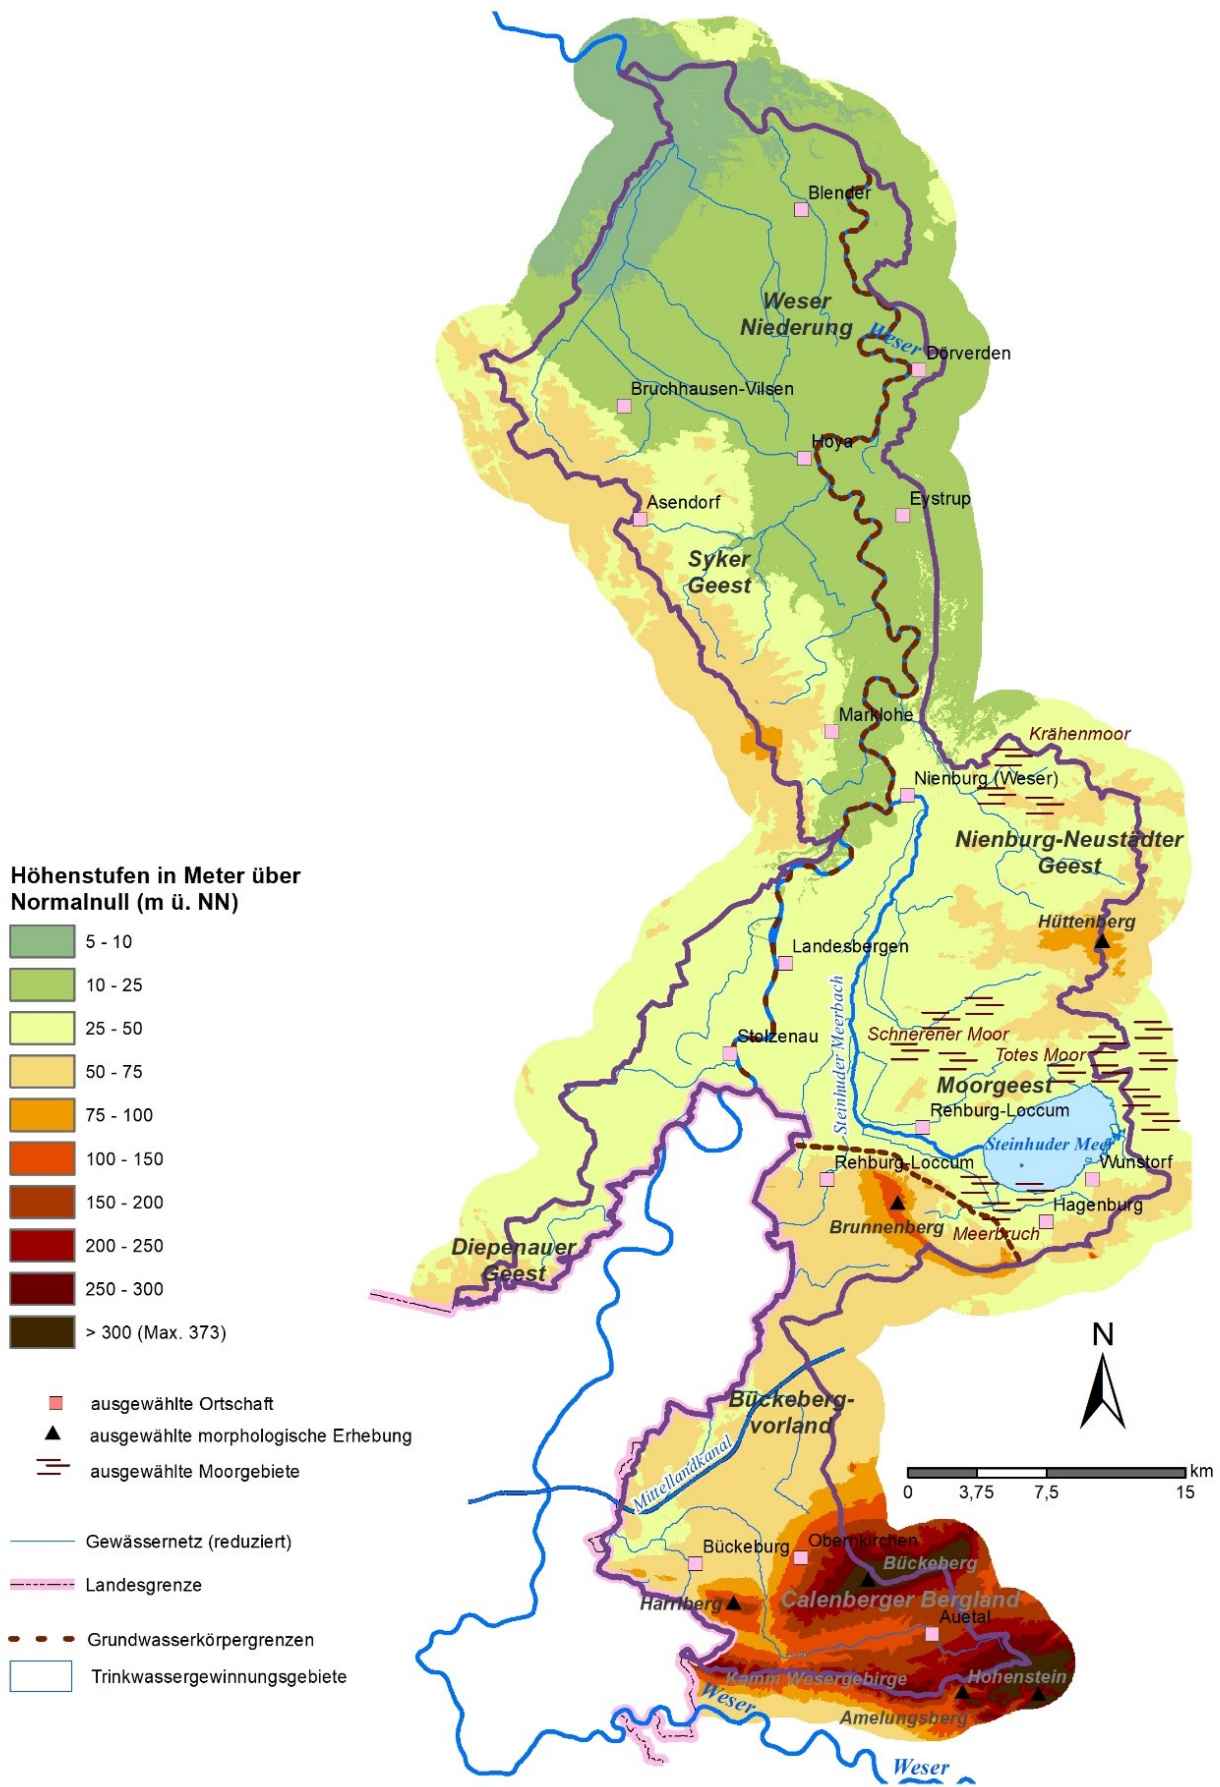 Blender
Weser
Niederung
Weser
Dörverden
Bruchhausen-Vilsen
Hoya
Asendorf
Eystrup
Syker
Geest
Marklohe
Krähenmoor
Nienburg (Weser)
Nienburg-Neustädter
Geest
Hüttenberg
Landesbergen
Steinhuder Meerbach
Schnerener Moor
Stolzenau
Totes Moor
Moorgeest
Rehburg-Loccum
Steinhuder Meer
Rehburg-Loccum
Wunstorf
Hagenburg
Brunnenberg
Meerbruch
Diepenauer
Geest
Bückeberg-
vorland
Mittellandkanal
Bückeburg
Obernkirchen
Bückeberg
Harrlberg
Calenberger Bergland
Auetal
Kamm Wesergebirge
Hohenstein
Weser
Amelungsberg
Weser
Höhenstufen in Meter über
Normalnull (m ü. NN)
5 - 10
10 - 25
25 - 50
50 - 75
75 - 100
100 - 150
150 - 200
200 - 250
250 - 300
> 300 (Max. 373)
ausgewählte Ortschaft
ausgewählte morphologische Erhebung
ausgewählte Moorgebiete
Gewässernetz (reduziert)
Landesgrenze
Grundwasserkörpergrenzen
Trinkwassergewinnungsgebiete
N
km
0 3,75 7,5 15